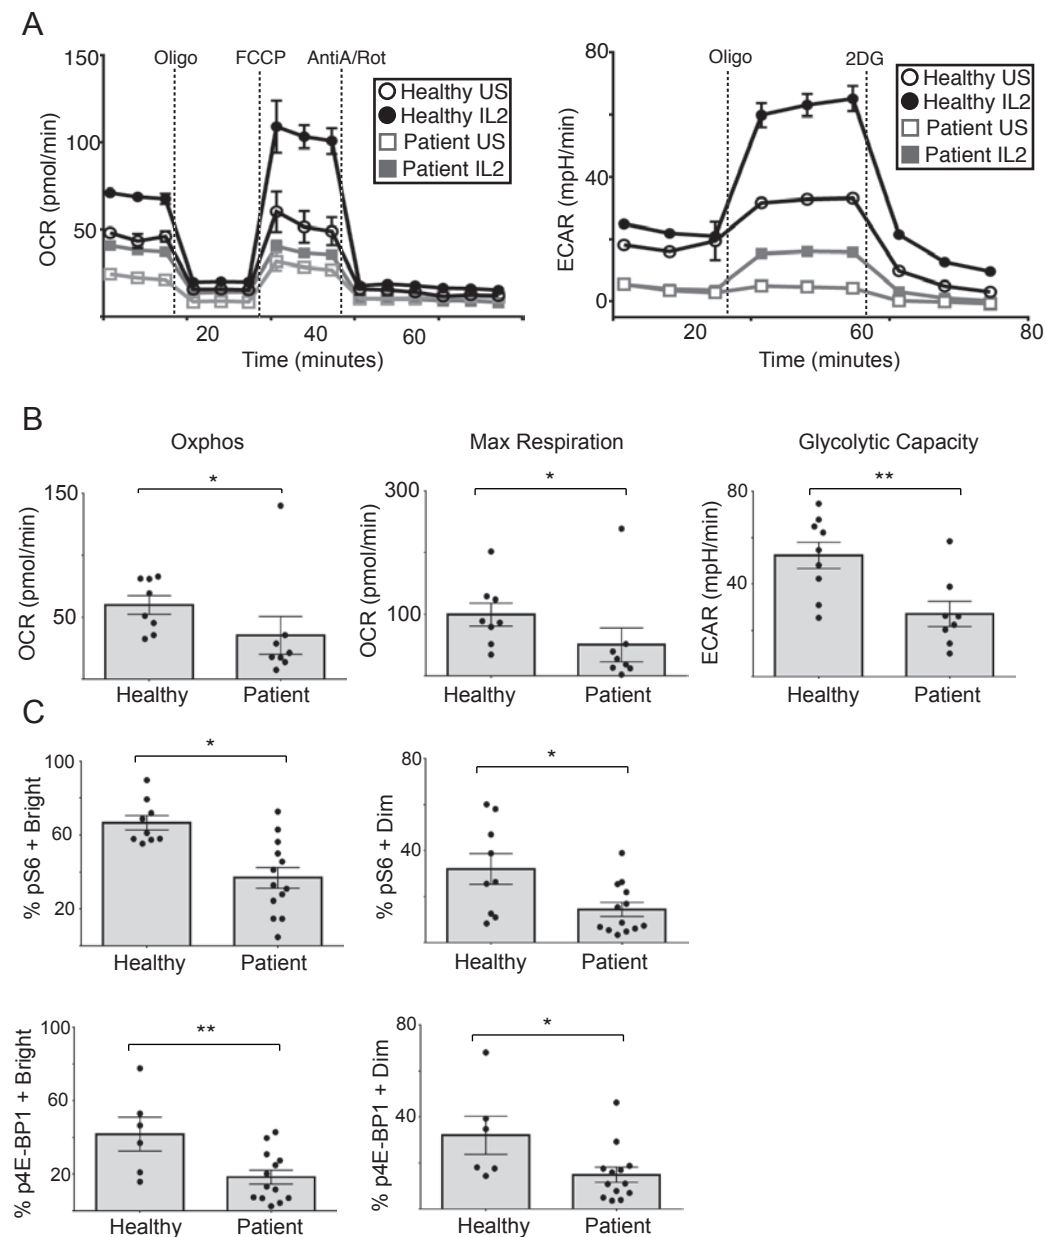 A
150
100
50
OCR (pmol/min)
Oligo
FCCP
AntiA/Rot
Healthy US
Healthy IL2
Patient US
Patient IL2
20
40
60
Time (minutes)
80
40
0
ECAR (mpH/min)
Oligo
2DG
Healthy US
Healthy IL2
Patient US
Patient IL2
20
60
80
Time (minutes)
B
Oxphos
*
150
50
OCR (pmol/min)
Healthy
Patient
Max Respiration
*
300
100
OCR (pmol/min)
Healthy
Patient
Glycolytic Capacity
**
80
40
ECAR (mpH/min)
Healthy
Patient
C
*
100
60
20
% pS6 + Bright
Healthy
Patient
*
80
40
% pS6 + Dim
Healthy
Patient
**
100
60
20
% p4E-BP1 + Bright
Healthy
Patient
*
80
40
% p4E-BP1 + Dim
Healthy
Patient